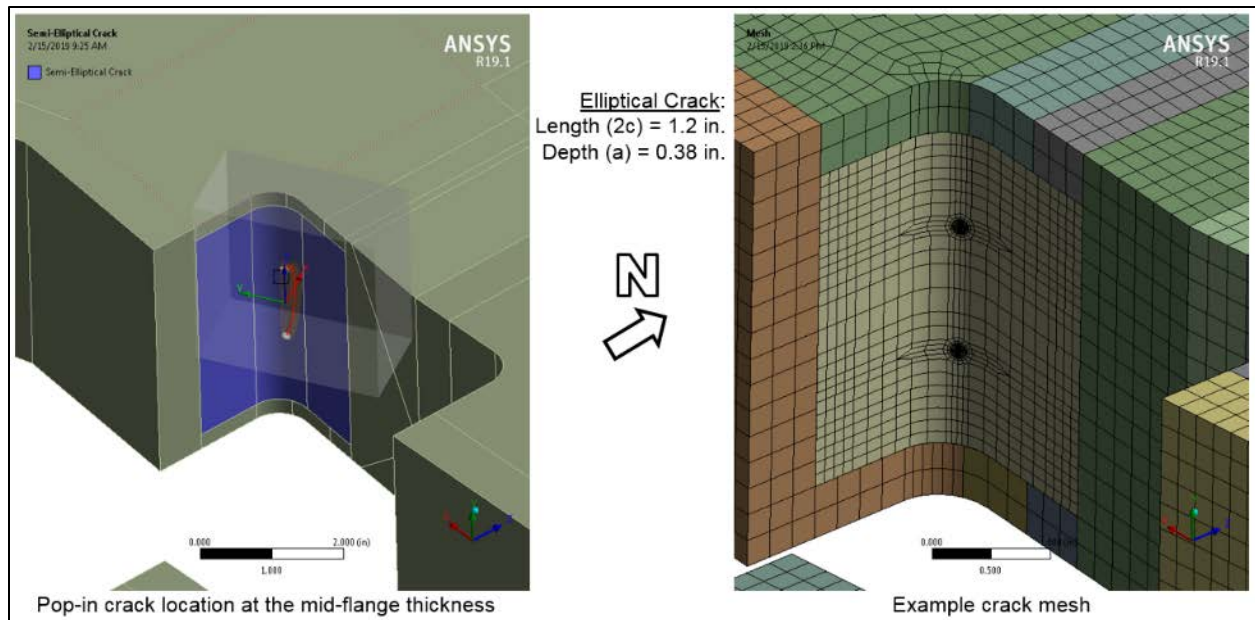 Semi-Elliptical Crack
2/15/2019 9:25 AM
Semi-Elliptical Crack
ANSYS
R19.1
Y
0.000
2.000 (in)
1.000
Pop-in crack location at the mid-flange thickness
Elliptical Crack:
Length (2c) = 1.2 in.
Depth (a) = 0.38 in.
N
Mesh
ANSYS
R19.1
0.000
0.500
Example crack mesh